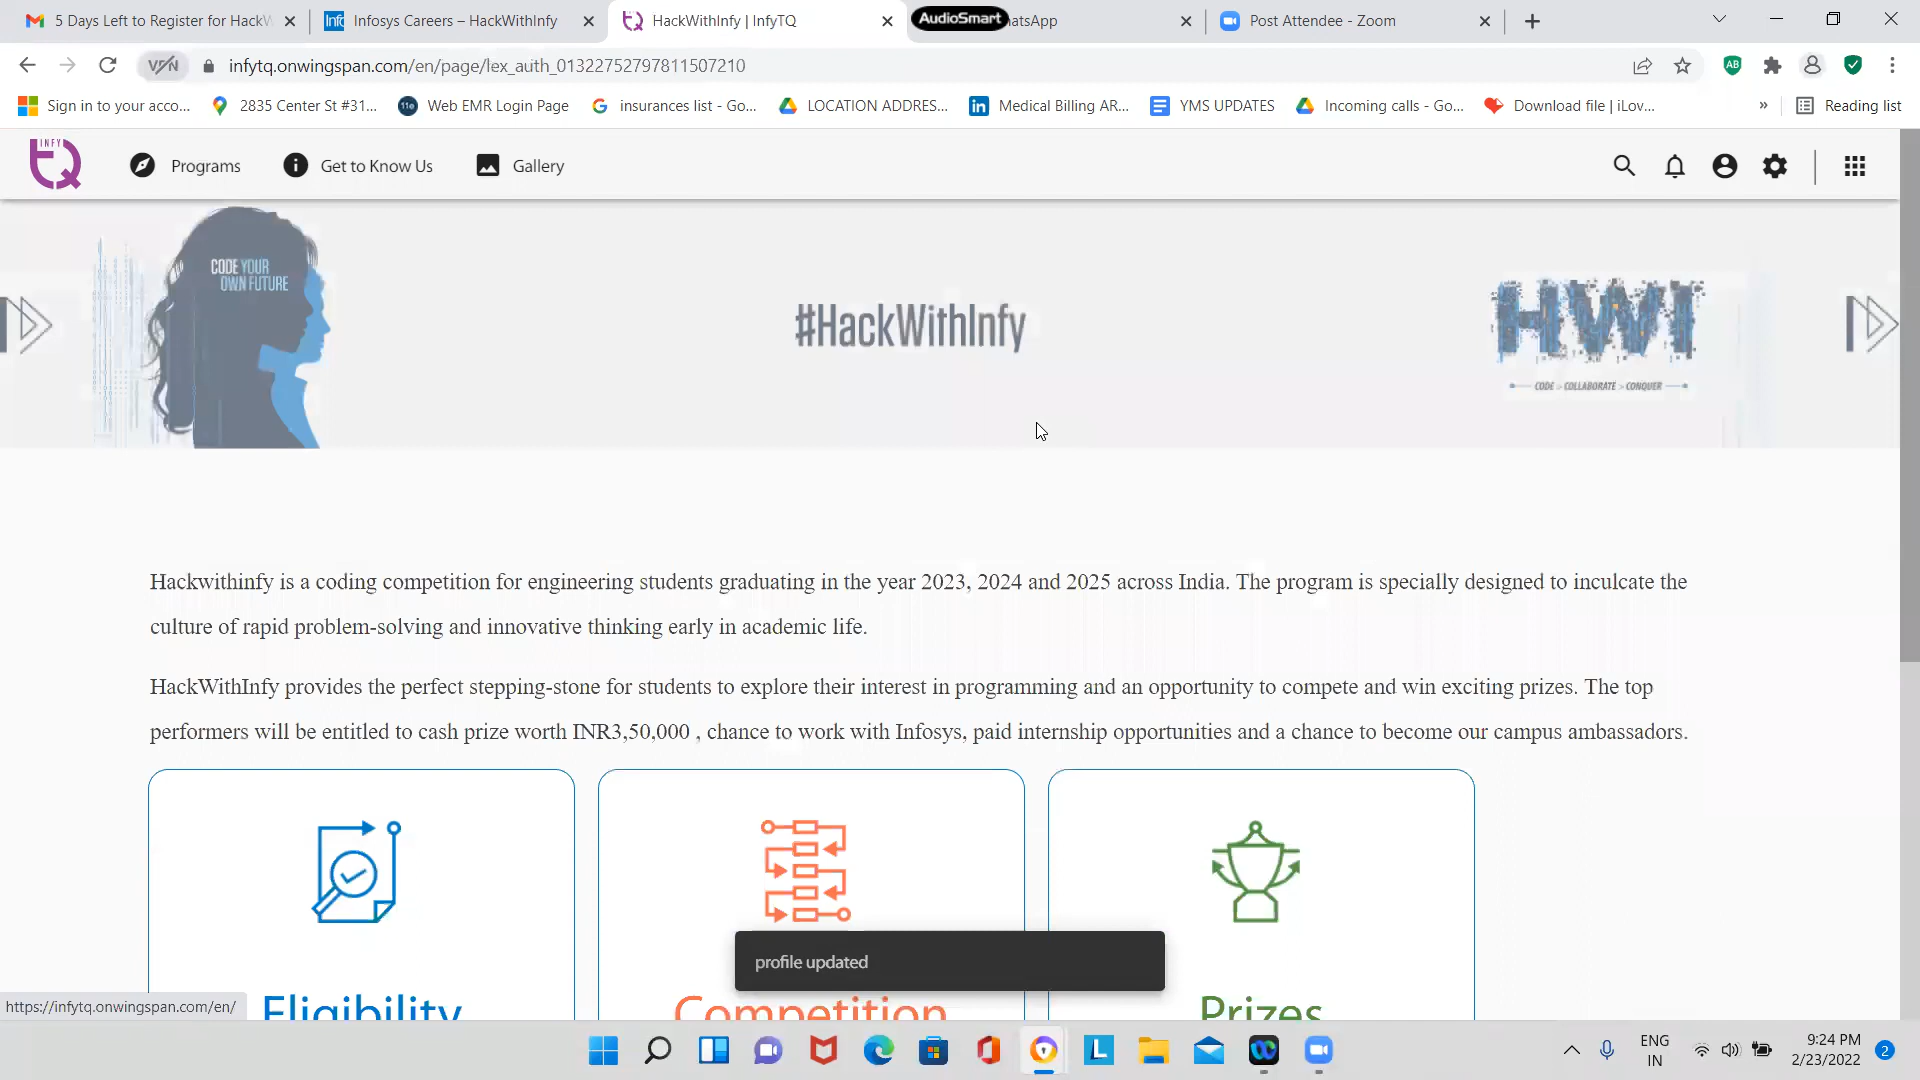 5 Days Left to Register for HackW
Infosys Careers – HackWithInfy
HackWithInfy | InfyTQ
AudioSmart
hatsApp
Post Attendee - Zoom
VPN
infytq.onwingspan.com/en/page/lex_auth_01322752797811507210
Sign in to your acco...
2835 Center St #31...
Web EMR Login Page
insurances list - Go...
LOCATION ADDRES...
Medical Billing AR...
YMS UPDATES
Incoming calls - Go...
Download file | iLov...
»
Reading list
INFY
TQ
Programs
Get to Know Us
Gallery
CODE YOUR
OWN FUTURE
#HackWithInfy
HWI
CODE > COLLABORATE > CONQUER
Hackwithinfy is a coding competition for engineering students graduating in the year 2023, 2024 and 2025 across India. The program is specially designed to inculcate the
culture of rapid problem-solving and innovative thinking early in academic life.
HackWithInfy provides the perfect stepping-stone for students to explore their interest in programming and an opportunity to compete and win exciting prizes. The top
performers will be entitled to cash prize worth INR3,50,000 , chance to work with Infosys, paid internship opportunities and a chance to become our campus ambassadors.
Eligibility
Competition
Prizes
profile updated
https://infytq.onwingspan.com/en/
ENG
IN
9:24 PM
2/23/2022
2